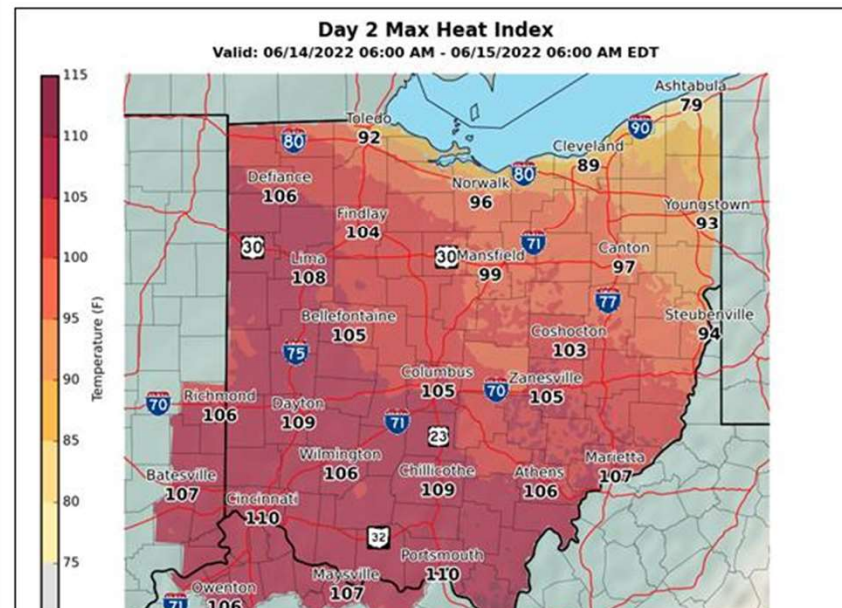 Day 2 Max Heat Index
Valid: 06/14/2022 06:00 AM - 06/15/2022 06:00 AM EDT
115
110
105
100
95
90
85
80
75
Temperature (F)
Ashtabula
79
Toledo
92
90
80
Cleveland
89
80
Defiance
106
Norwalk
96
Youngstown
93
Findlay
104
71
30
30
Mansfield
99
Canton
97
Lima
108
77
Bellefontaine
105
Steubenville
94
Coshocton
103
75
Columbus
105
70
Zanesville
105
70
Richmond
106
Dayton
109
71
23
Wilmington
106
Chillicothe
109
Athens
106
Marietta
107
Batesville
107
Cincinnati
110
32
Portsmouth
110
Maysville
107
Owenton
106
71